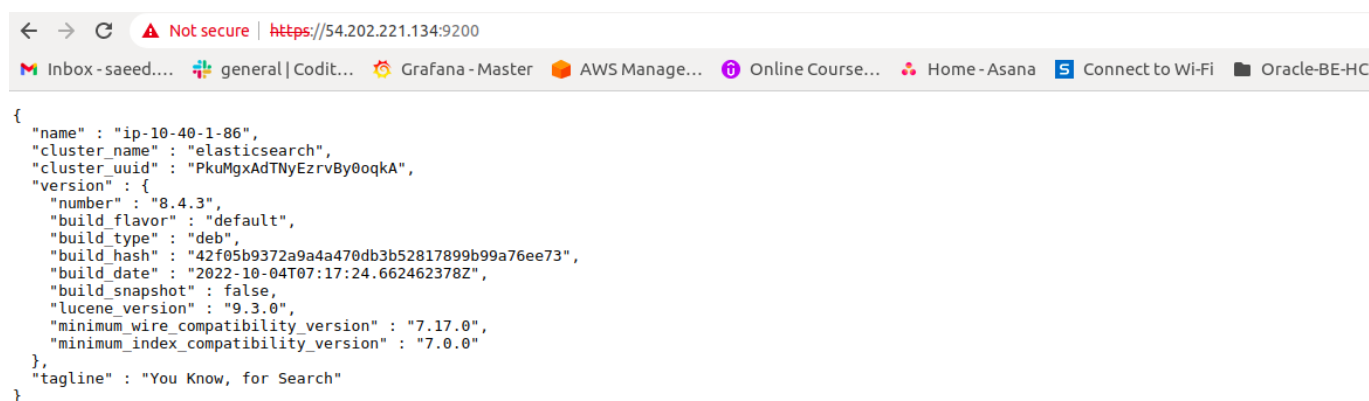 Not secure | https://54.202.221.134:9200
Inbox - saeed.... general | Codit... Grafana - Master AWS Manage... Online Course... Home - Asana Connect to Wi-Fi Oracle-BE-HC
{
  "name" : "ip-10-40-1-86",
  "cluster_name" : "elasticsearch",
  "cluster_uuid" : "PkuMgxAdTNyEzrvBy0oqkA",
  "version" : {
    "number" : "8.4.3",
    "build_flavor" : "default",
    "build_type" : "deb",
    "build_hash" : "42f05b9372a9a4a470db3b52817899b99a76ee73",
    "build_date" : "2022-10-04T07:17:24.662462378Z",
    "build_snapshot" : false,
    "lucene_version" : "9.3.0",
    "minimum_wire_compatibility_version" : "7.17.0",
    "minimum_index_compatibility_version" : "7.0.0"
  },
  "tagline" : "You Know, for Search"
}